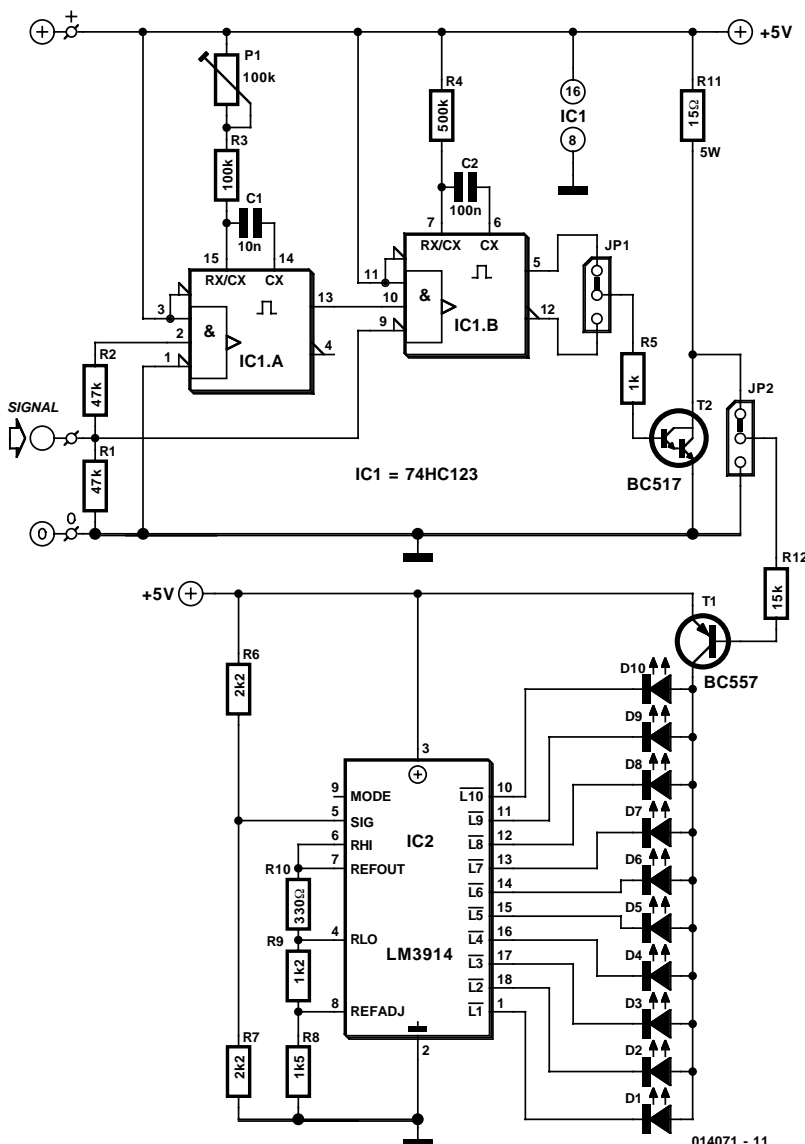 +
+
+5V
P1
100k
R4
500k
16
IC1
8
R11
15Ω
5W
R3
100k
C1
10n
C2
100n
15
14
RX/CX
CX
7
6
RX/CX
CX
JP1
3
&
2
1
IC1.A
13
4
11
&
10
9
IC1.B
5
12
R5
1k
R2
47k
SIGNAL
R1
47k
T2
BC517
JP2
IC1 = 74HC123
0
0
R12
15k
+5V
T1
BC557
R6
2k2
3
9
MODE
5
SIG
6
RHI
7
REFOUT
IC2
R10
330Ω
4
RLO
LM3914
R9
1k2
8
REFADJ
R7
2k2
R8
1k5
2
L10
10
D10
L9
11
D9
L8
12
D8
L7
13
D7
L6
14
D6
L5
15
D5
L4
16
D4
L3
17
D3
L2
18
D2
L1
1
D1
014071 - 11